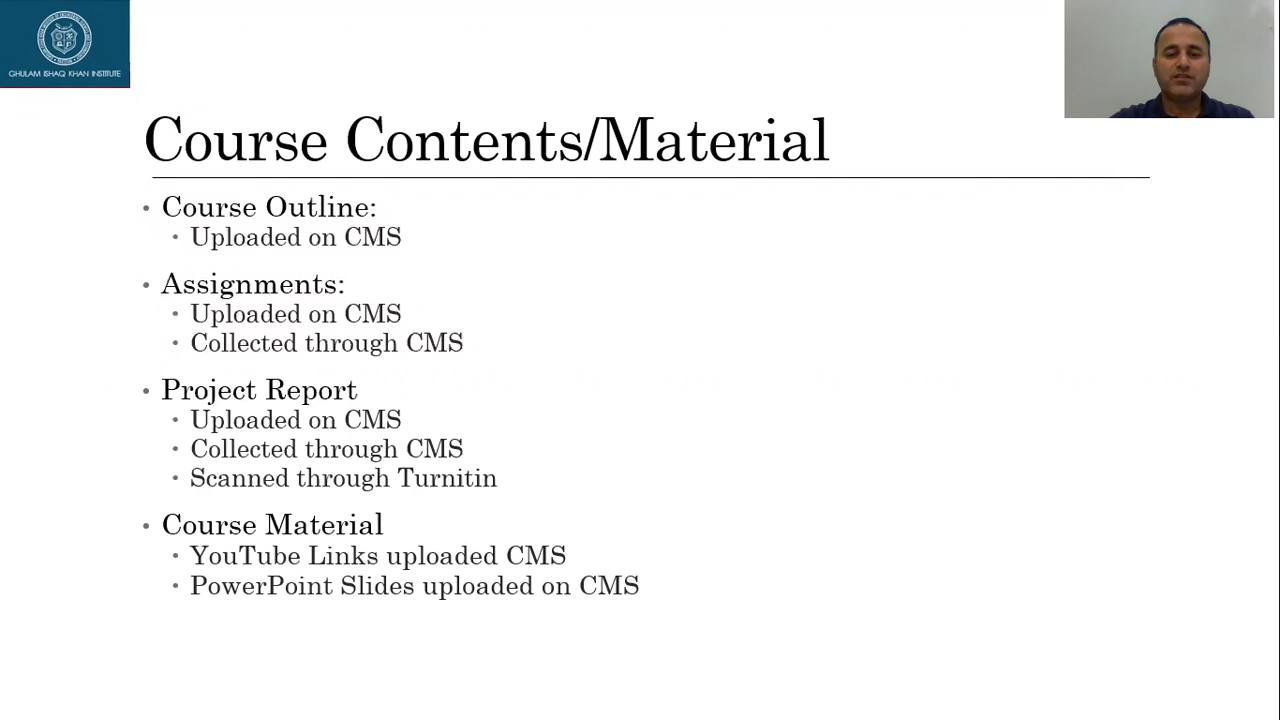 GHULAM ISHAQ KHAN INSTITUTE
Course Contents/Material
• Course Outline:
• Uploaded on CMS
• Assignments:
• Uploaded on CMS
• Collected through CMS
• Project Report
• Uploaded on CMS
• Collected through CMS
• Scanned through Turnitin
• Course Material
• YouTube Links uploaded CMS
• PowerPoint Slides uploaded on CMS